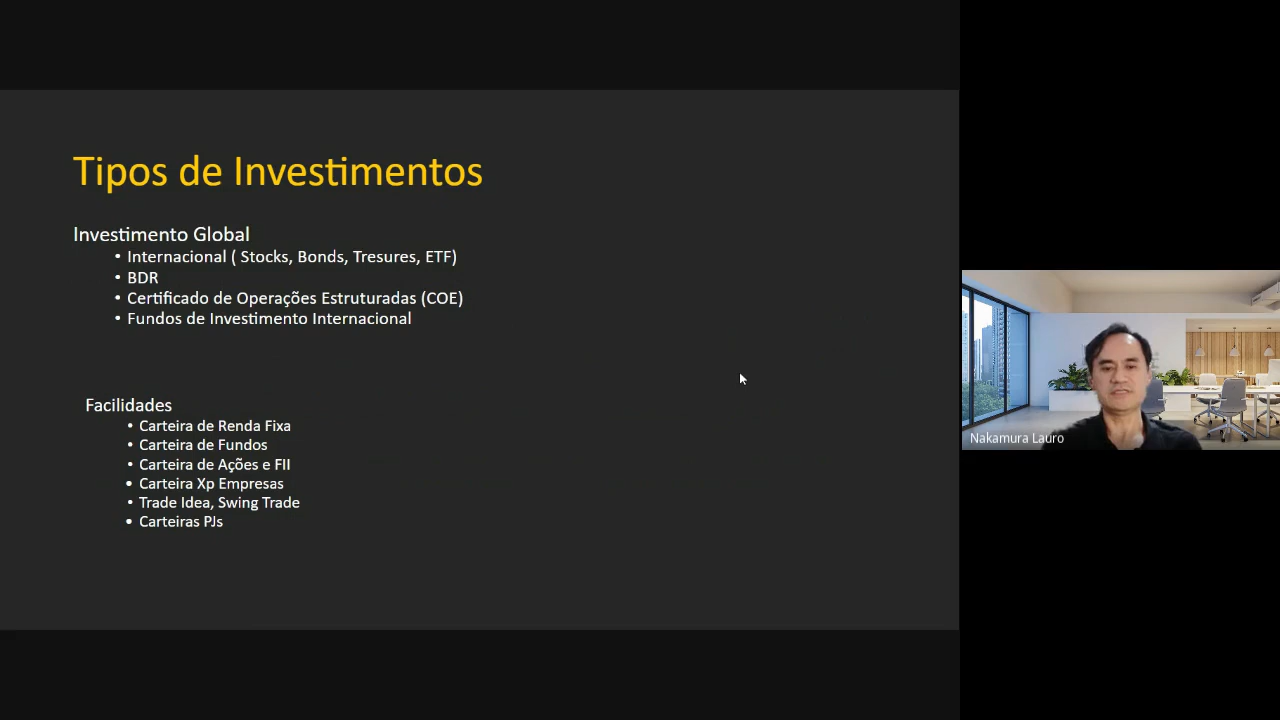 Tipos de Investimentos
Investimento Global
• Internacional ( Stocks, Bonds, Tresures, ETF)
• BDR
• Certificado de Operações Estruturadas (COE)
• Fundos de Investimento Internacional
Facilidades
• Carteira de Renda Fixa
• Carteira de Fundos
• Carteira de Ações e FII
• Carteira Xp Empresas
• Trade Idea, Swing Trade
• Carteiras PJs
Nakamura Lauro